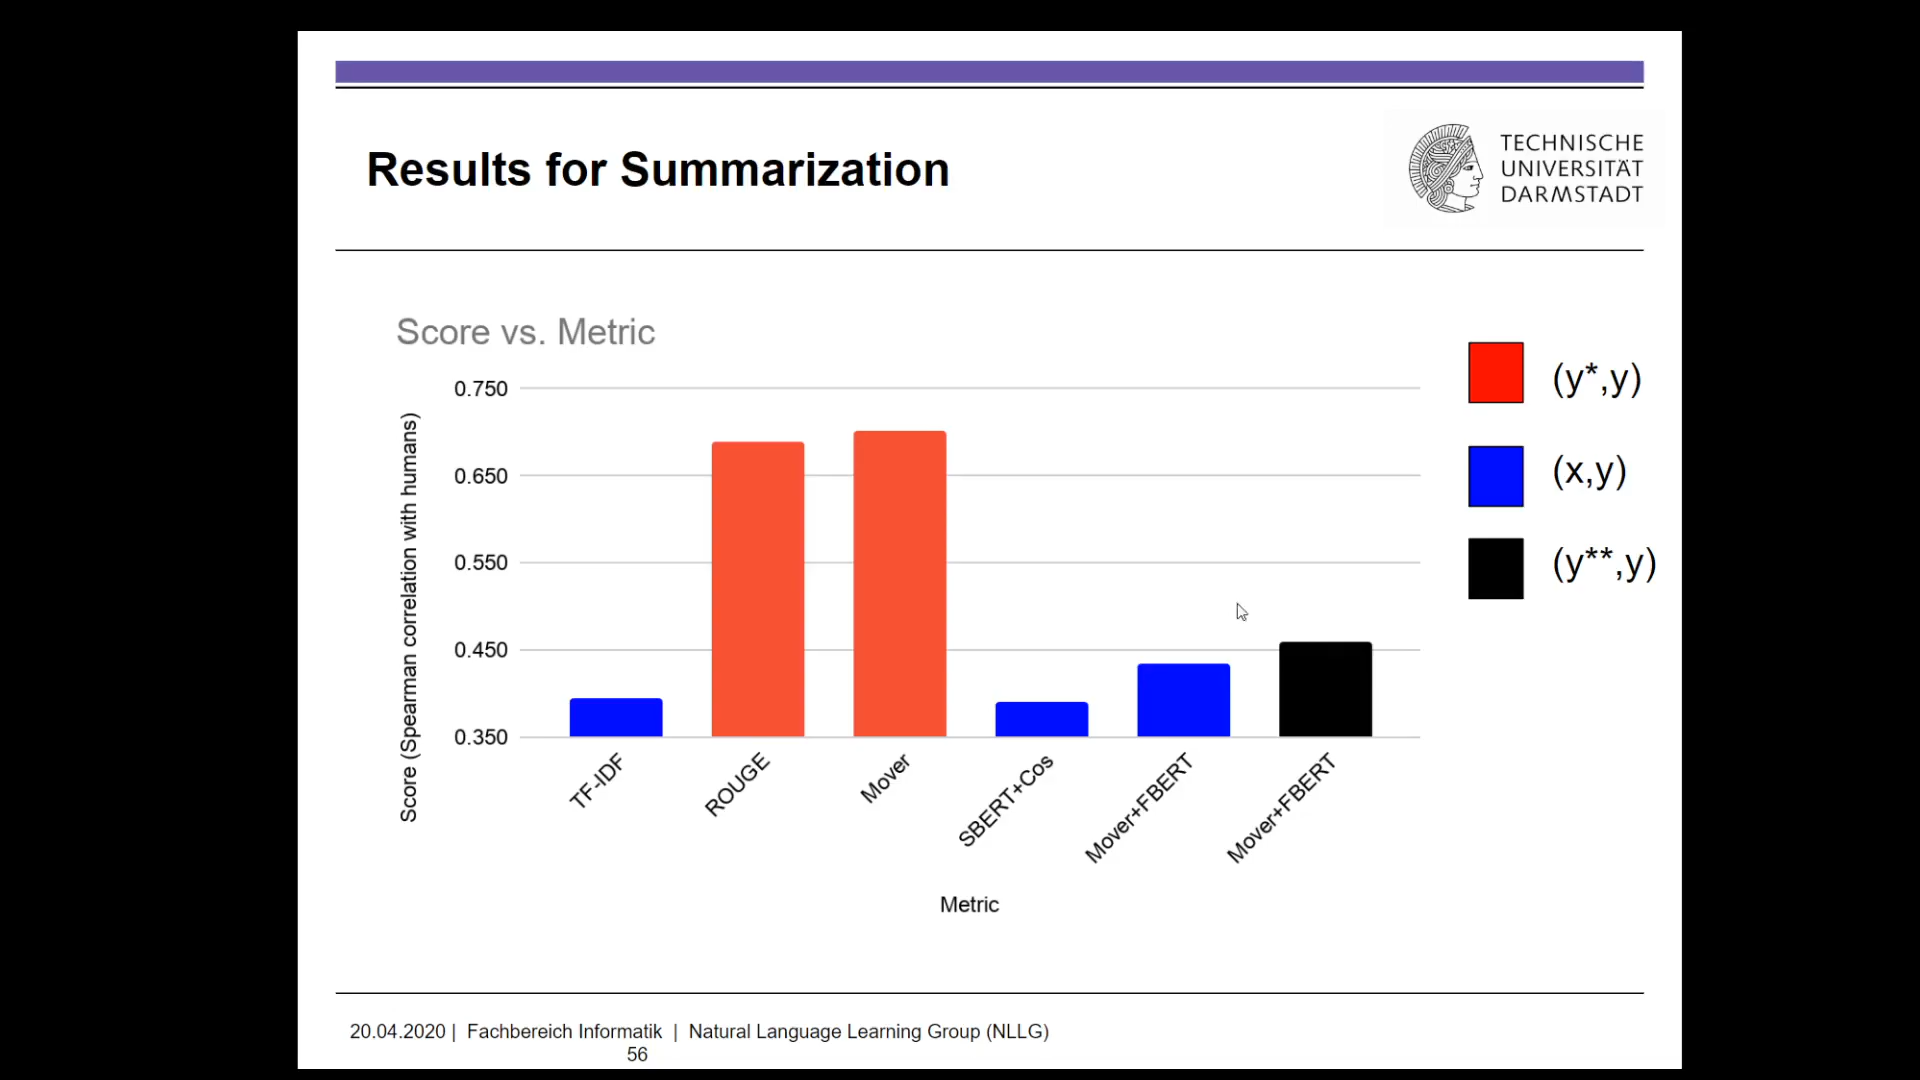 TECHNISCHE
UNIVERSITÄT
DARMSTADT
Results for Summarization
Score vs. Metric
(y*,y)
(x,y)
(y**,y)
Score (Spearman correlation with humans)
0.750
0.650
0.550
0.450
0.350
TF-IDF
ROUGE
Mover
SBERT+Cos
Mover+FBERT
Mover+FBERT
Metric
20.04.2020 | Fachbereich Informatik | Natural Language Learning Group (NLLG)
56